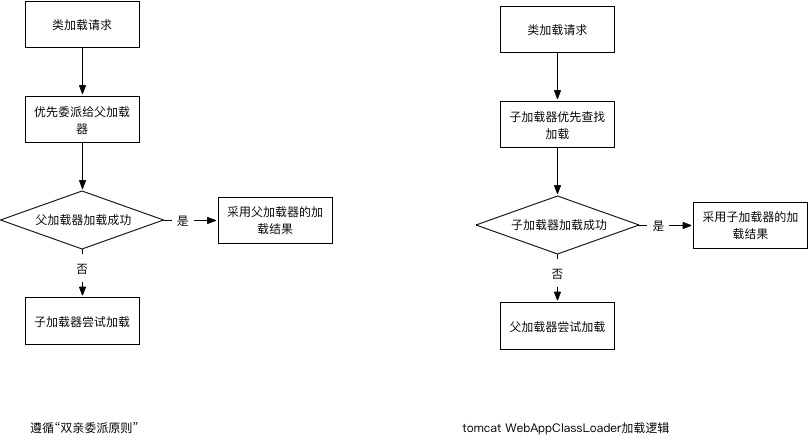 类加载请求
优先委派给父加载
器
父加载器加载成功
是
采用父加载器的加
载结果
否
子加载器尝试加载
遵循“双亲委派原则”
类加载请求
子加载器优先查找
加载
子加载器加载成功
是
采用子加载器的加
载结果
否
父加载器尝试加载
tomcat WebAppClassLoader加载逻辑